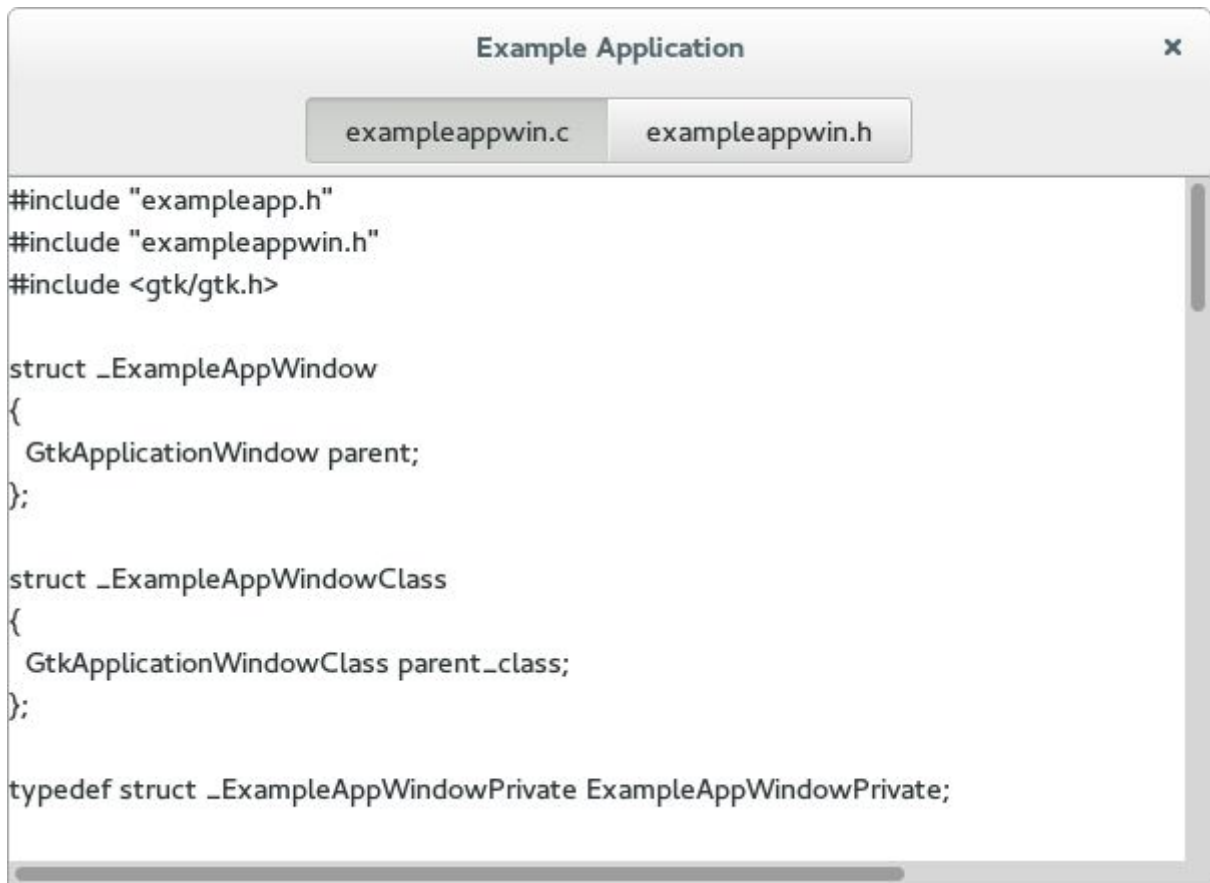 Example Application
exampleappwin.c exampleappwin.h
#include "exampleapp.h"
#include "exampleappwin.h"
#include <gtk/gtk.h>
struct _ExampleAppWindow
{
  GtkApplicationWindow parent;
};
struct _ExampleAppWindowClass
{
  GtkApplicationWindowClass parent_class;
};
typedef struct _ExampleAppWindowPrivate ExampleAppWindowPrivate;